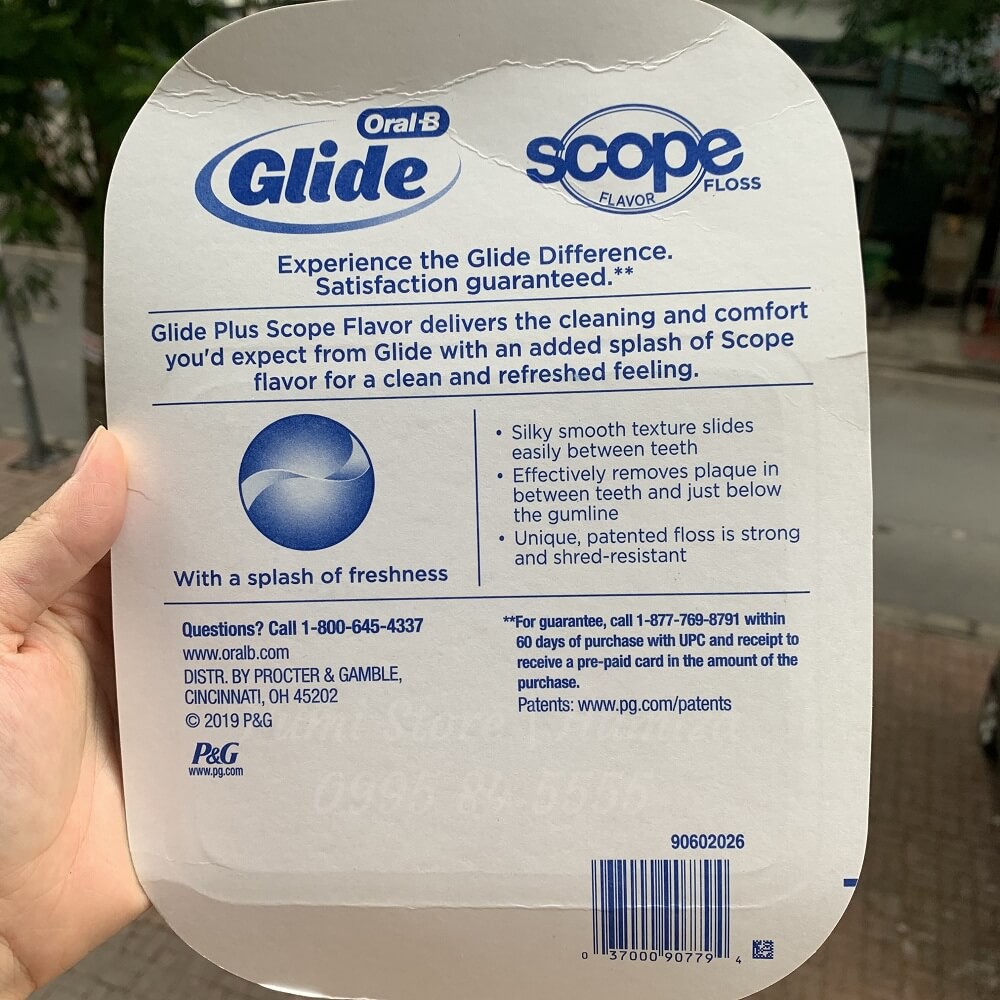 Oral-B
Glide
scope
FLAVOR
FLOSS
Experience the Glide Difference.
Satisfaction guaranteed.**
Glide Plus Scope Flavor delivers the cleaning and comfort
you'd expect from Glide with an added splash of Scope
flavor for a clean and refreshed feeling.
With a splash of freshness
• Silky smooth texture slides
easily between teeth
• Effectively removes plaque in
between teeth and just below
the gumline
• Unique, patented floss is strong
and shred-resistant
Questions? Call 1-800-645-4337
www.oralb.com
DISTR. BY PROCTER & GAMBLE,
CINCINNATI, OH 45202
© 2019 P&G
P&G
www.pg.com
**For guarantee, call 1-877-769-8791 within
60 days of purchase with UPC and receipt to
receive a pre-paid card in the amount of the
purchase.
Patents: www.pg.com/patents
Store
90602026
0 37000 90779 4